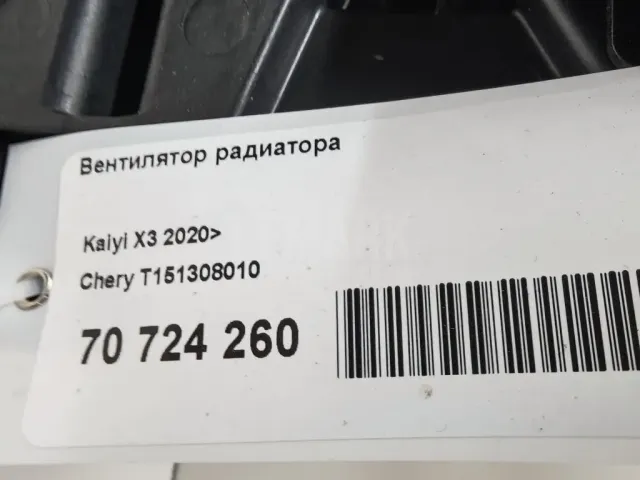 Вентилятор радиатора
Kaiyi X3 2020>
Chery T151308010
70 724 260